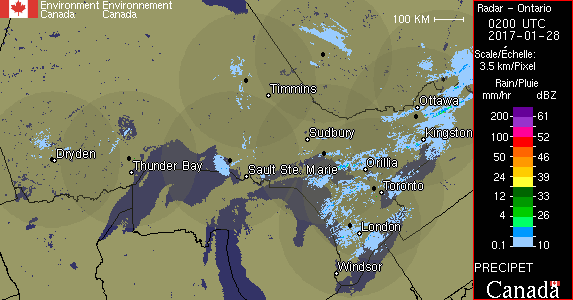 Environment Environnement
Canada Canada
100 KM
Radar - Ontario
0200 UTC
2017-01-28
Scale/Échelle:
3.5 km/Pixel
Rain/Pluie
mm/hr dBZ
200 61
100 52
50 46
24 39
12 33
4 26
0.1 10
PRECIPET
Canada
Timmins
Ottawa
Sudbury
Kingston
Dryden
Thunder Bay
Sault Ste. Marie
Orillia
Toronto
London
Windsor